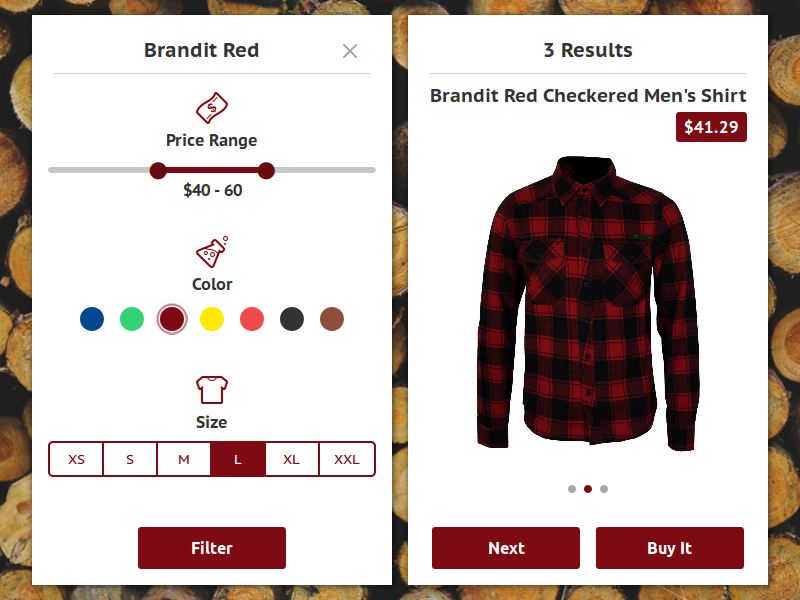 Brandit Red
Price Range
$40 - 60
Color
Size
XS S M L XL XXL
Filter
3 Results
Brandit Red Checkered Men's Shirt
$41.29
Next Buy It